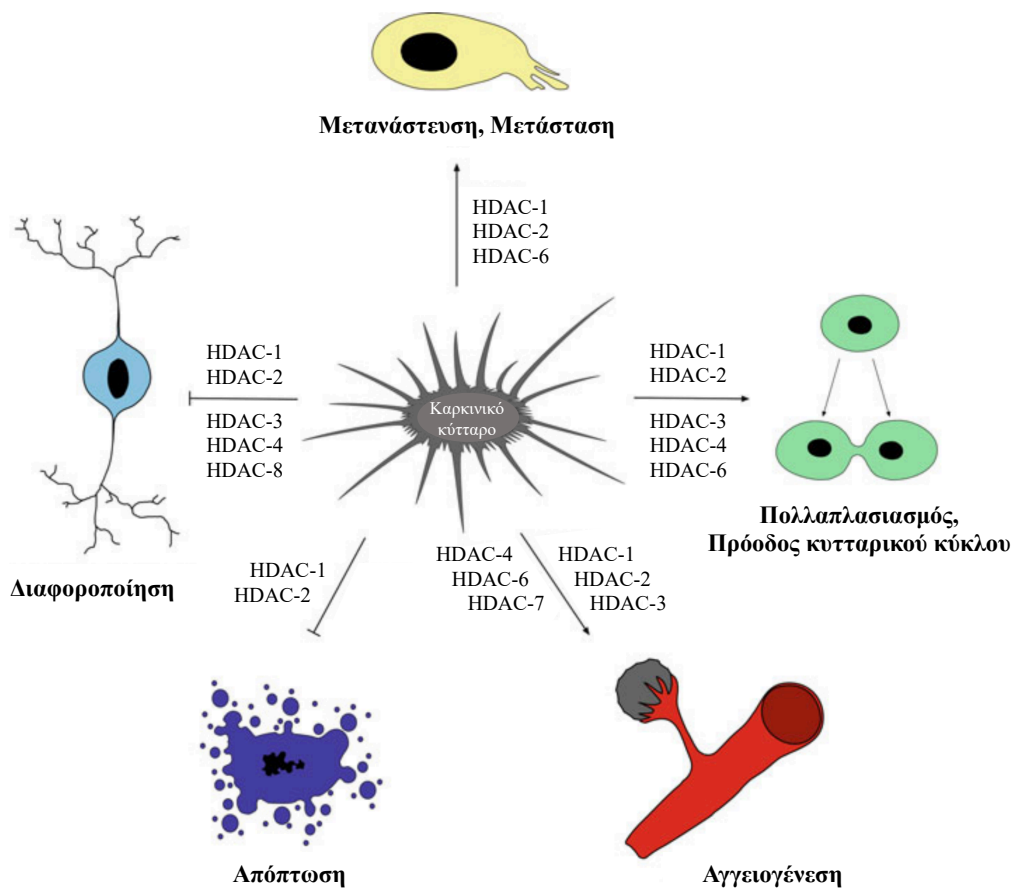 Μετανάστευση, Μετάσταση
HDAC-1
HDAC-2
HDAC-6
HDAC-1
HDAC-2
HDAC-3
HDAC-4
HDAC-8
Διαφοροποίηση
Καρκινικό
κύτταρο
HDAC-1
HDAC-2
HDAC-3
HDAC-4
HDAC-6
Πολλαπλασιασμός,
Πρόοδος κυτταρικού κύκλου
HDAC-1
HDAC-2
Απόπτωση
HDAC-4
HDAC-6
HDAC-7
HDAC-1
HDAC-2
HDAC-3
Αγγειογένεση